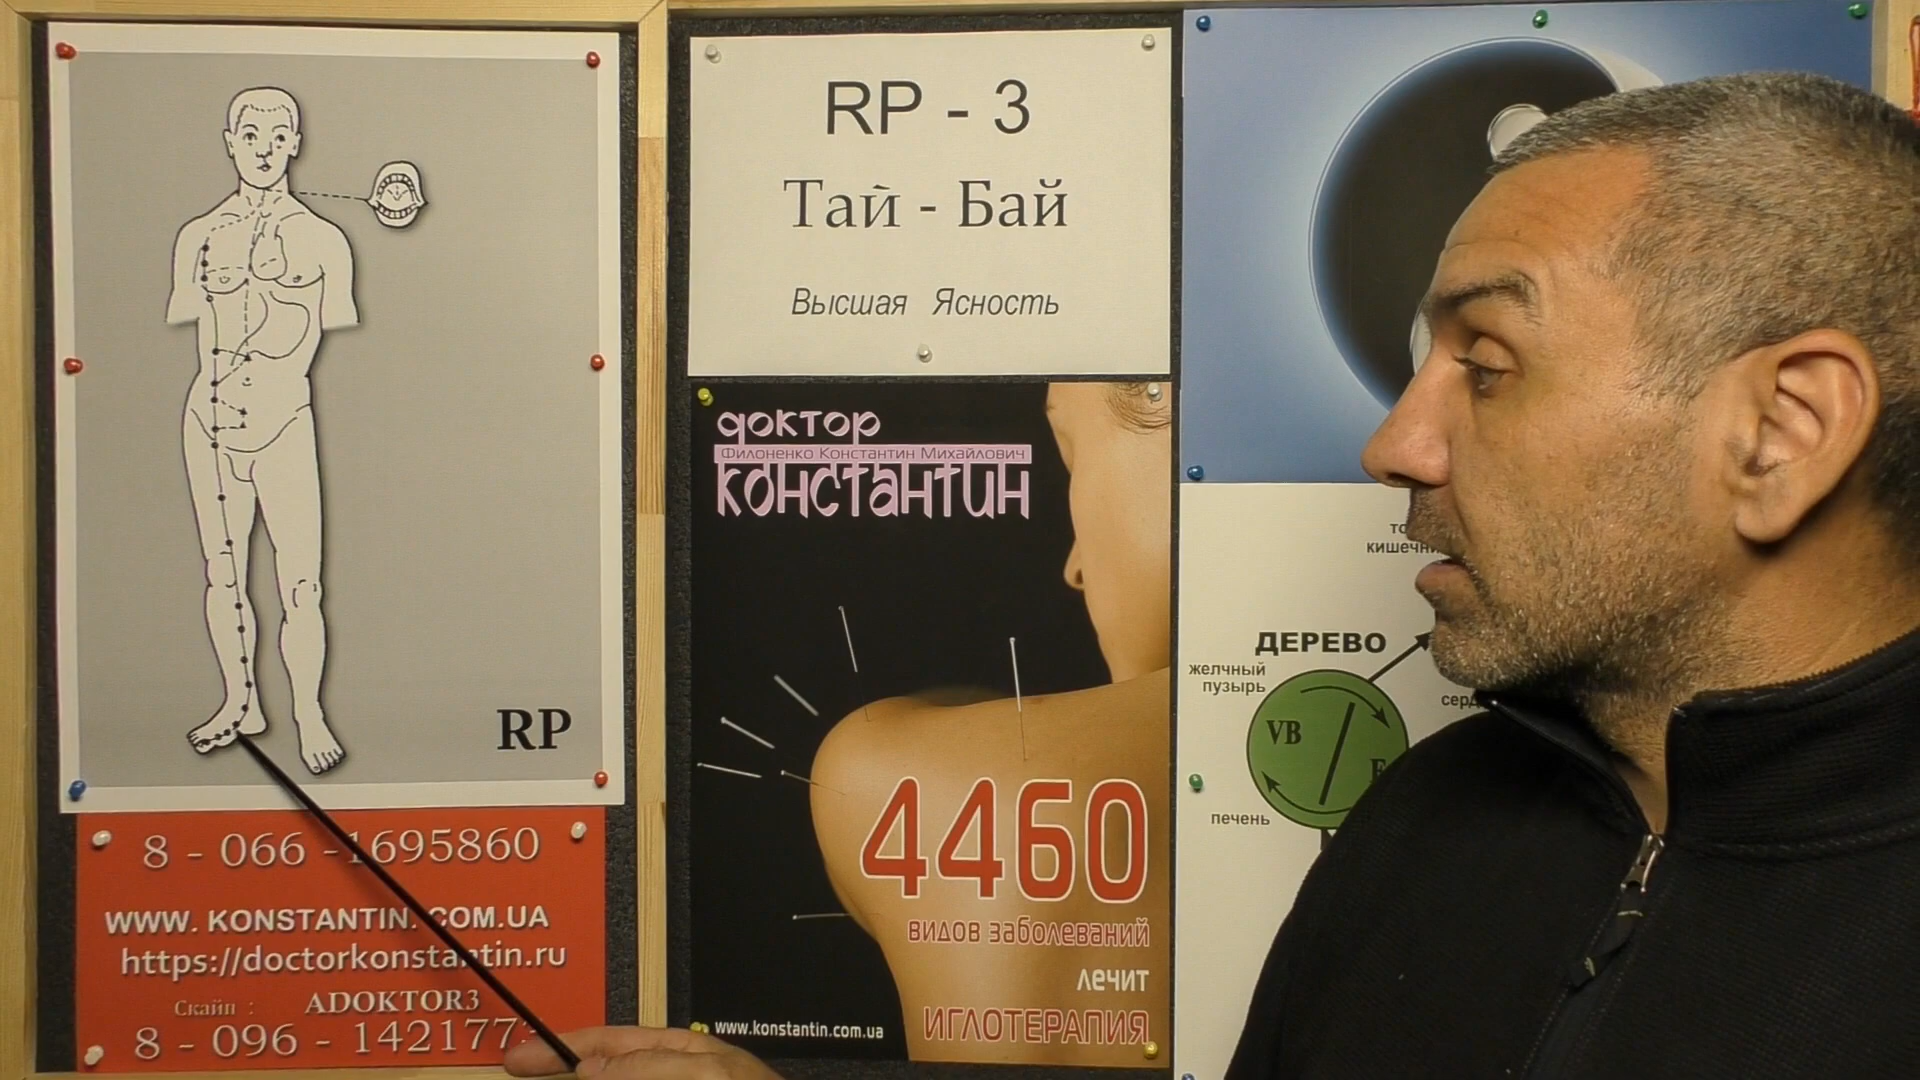 RP
8 - 066 -1695860
WWW. KONSTANTIN. COM.UA
https://doctorkonstantin.ru
Скайп : ADOKTOR3
8 - 096 - 142177
RP - 3
Тай - Бай
Высшая Ясность
доктор
Филоненко Константин Михайлович
константин
4460
видов заболеваний
лечит
www.konstantin.com.ua
ИГЛОТЕРАПИЯ
ДЕРЕВО
желчный
пузырь
VB
печень